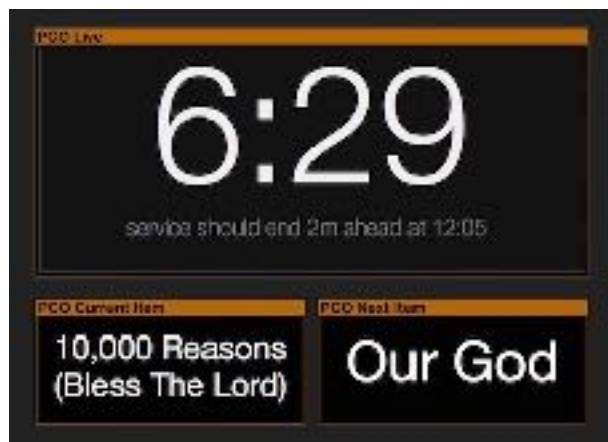 PCO Live
6:29
service should end 2m ahead at 12:05
PCO Current Item
PCO Next Item
10,000 Reasons
(Bless The Lord)
Our God